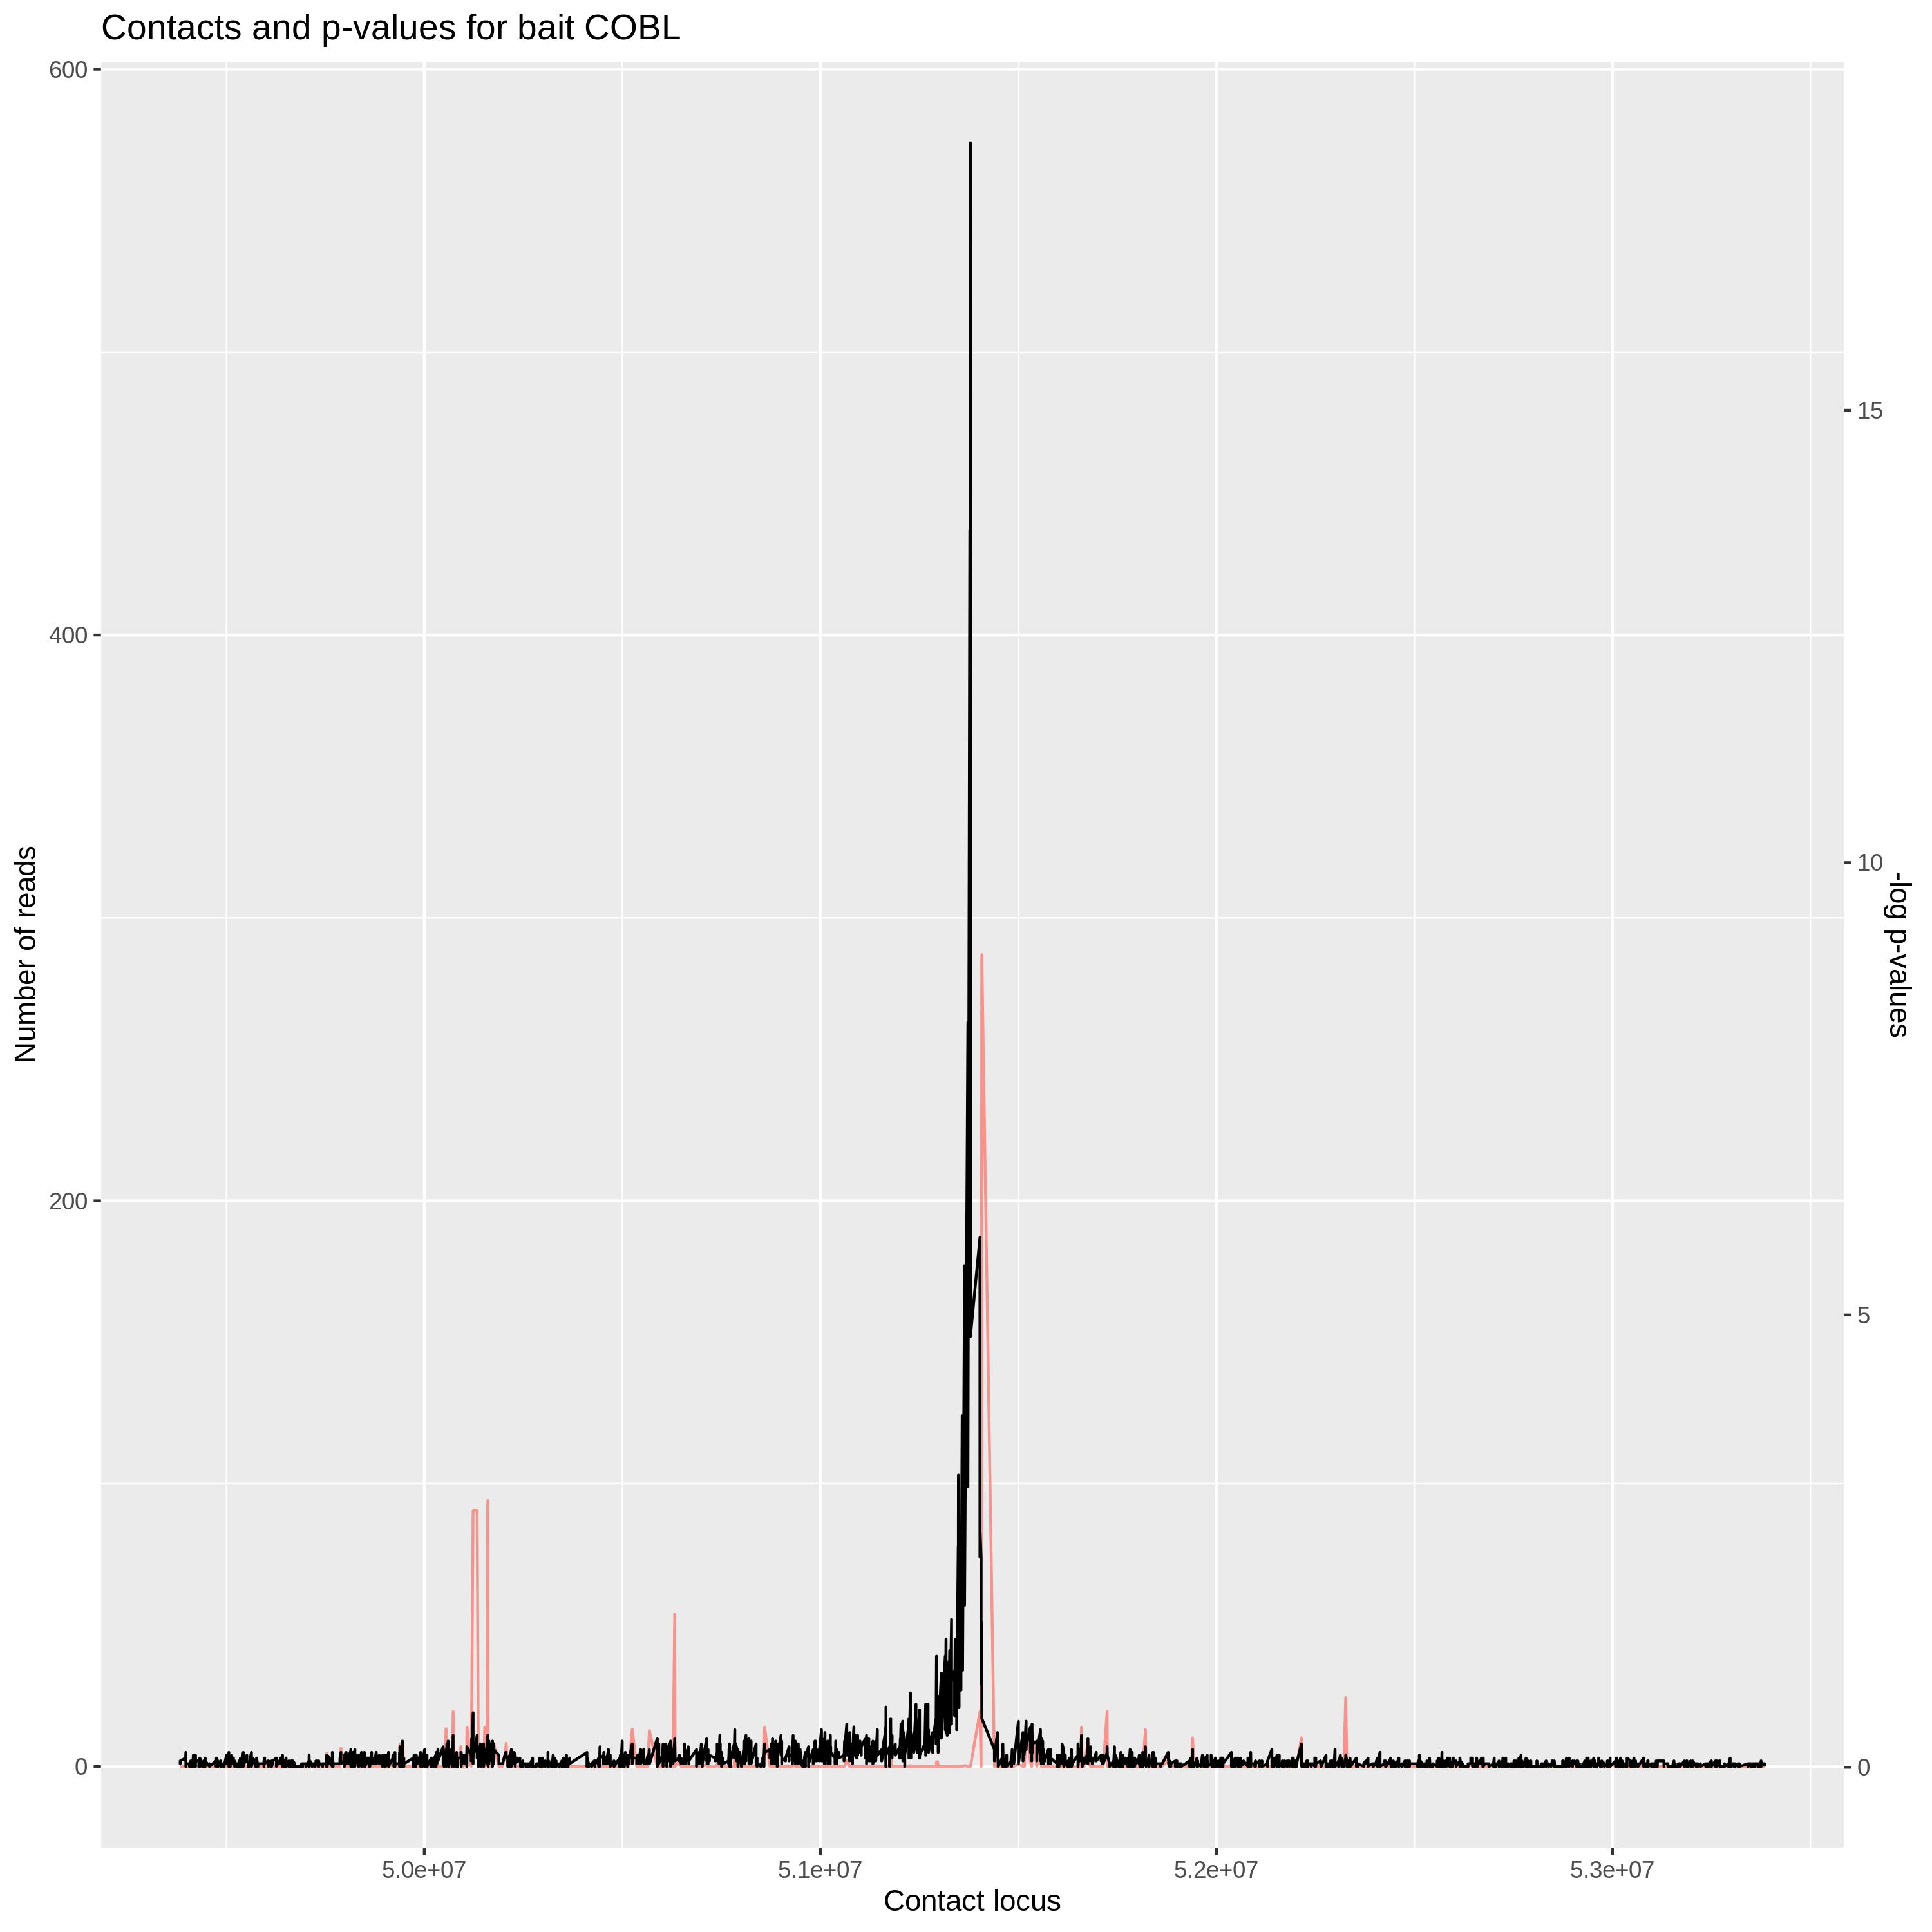 Contacts and p-values for bait COBL
600
400
200
0
Number of reads
15
10
5
0
-log p-values
5.0e+07
5.1e+07
5.2e+07
5.3e+07
Contact locus